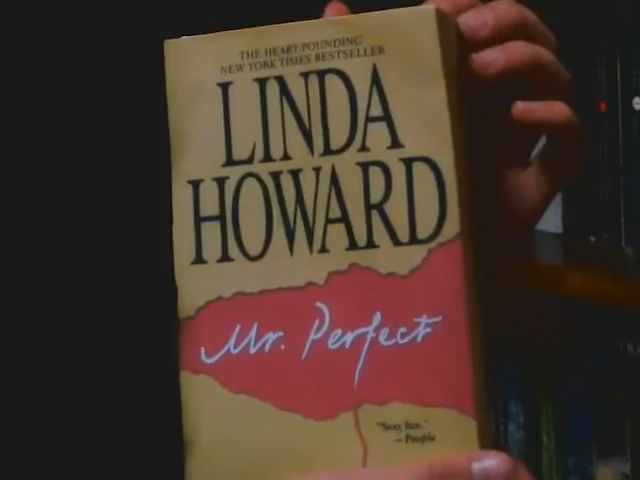 THE HEART-POUNDING
NEW YORK TIMES BESTSELLER
LINDA
HOWARD
Mr. Perfect
"Sexy fun."
—People